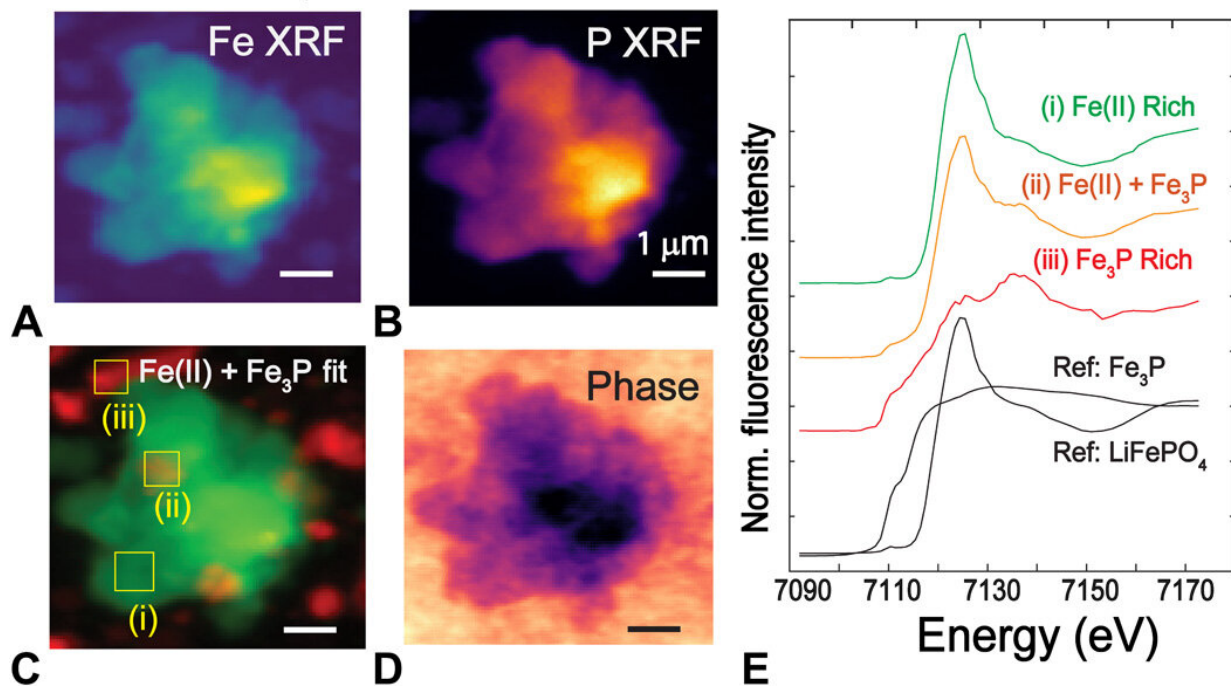 Fe XRF
A
P XRF
1 μm
B
Fe(II) + Fe₃P fit
(iii)
(ii)
(i)
C
Phase
D
Norm. fluorescence intensity
(i) Fe(II) Rich
(ii) Fe(II) + Fe₃P
(iii) Fe₃P Rich
Ref: Fe₃P
Ref: LiFePO₄
7090 7110 7130 7150 7170
Energy (eV)
E